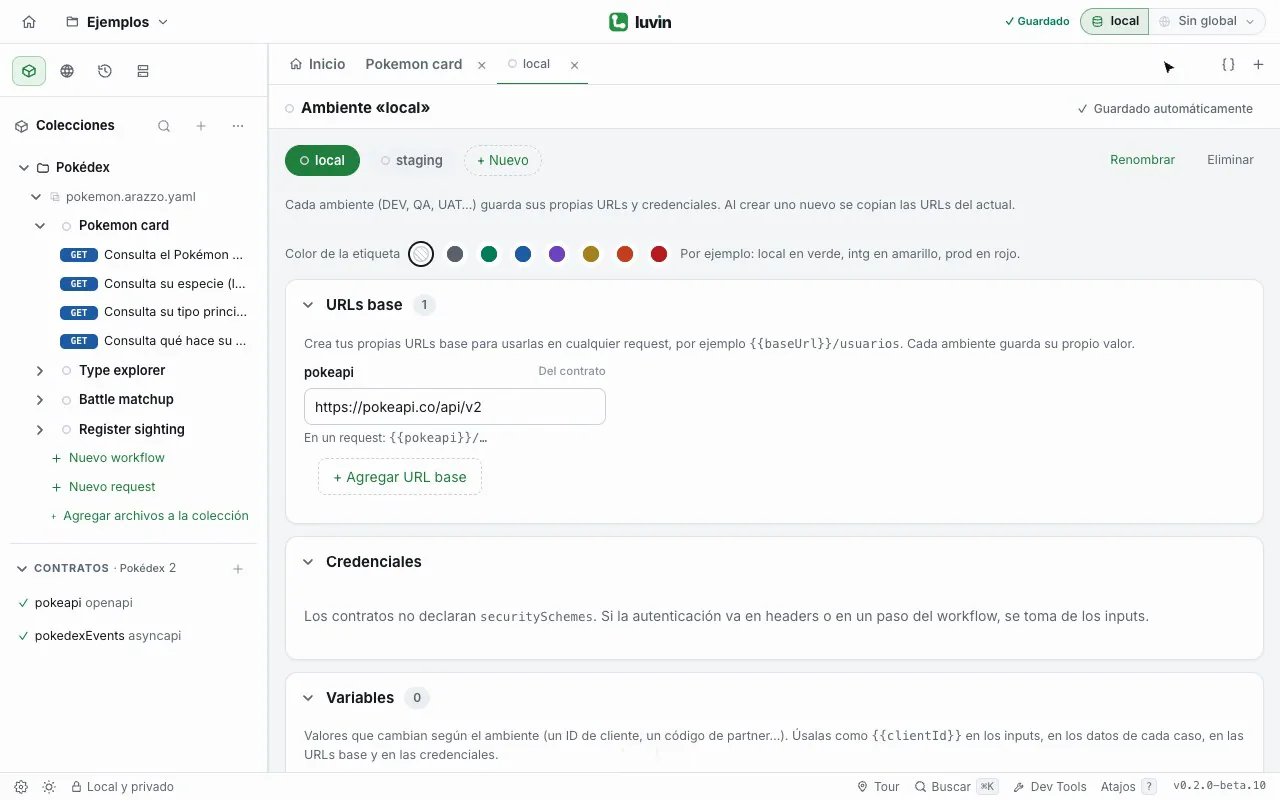 Ejemplos
luvin
Guardado
local
Sin global
Inicio
Pokemon card
local
{}
Colecciones
Ambiente «local»
Guardado automáticamente
local
staging
+ Nuevo
Renombrar
Eliminar
Pokédex
pokemon.arazzo.yaml
Cada ambiente (DEV, QA, UAT…) guarda sus propias URLs y credenciales. Al crear uno nuevo se copian las URLs del actual.
Pokemon card
GET Consulta el Pokémon ...
GET Consulta su especie (l...
GET Consulta su tipo princi...
GET Consulta qué hace su ...
Type explorer
Battle matchup
Register sighting
+ Nuevo workflow
+ Nuevo request
+ Agregar archivos a la colección
Color de la etiqueta
Por ejemplo: local en verde, intg en amarillo, prod en rojo.
URLs base 1
Crea tus propias URLs base para usarlas en cualquier request, por ejemplo {{baseUrl}}/usuarios. Cada ambiente guarda su propio valor.
pokeapi
Del contrato
https://pokeapi.co/api/v2
En un request: {{pokeapi}}/…
+ Agregar URL base
CONTRATOS · Pokédex 2
pokeapi openapi
pokedexEvents asyncapi
Credenciales
Los contratos no declaran securitySchemes. Si la autenticación va en headers o en un paso del workflow, se toma de los inputs.
Variables 0
Valores que cambian según el ambiente (un ID de cliente, un código de partner…). Úsalas como {{clientId}} en los inputs, en los datos de cada caso, en las
URLs base y en las credenciales.
Local y privado
Tour
Buscar ⌘K
Dev Tools
Atajos ?
v0.2.0-beta.10